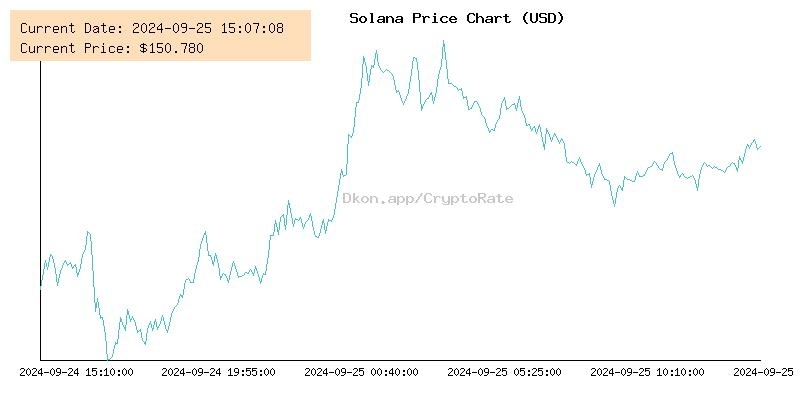 Solana Price Chart (USD)
Current Date: 2024-09-25 15:07:08
Current Price: $150.780
Dkon.app/CryptoRate
2024-09-24 15:10:00
2024-09-24 19:55:00
2024-09-25 00:40:00
2024-09-25 05:25:00
2024-09-25 10:10:00
2024-09-25